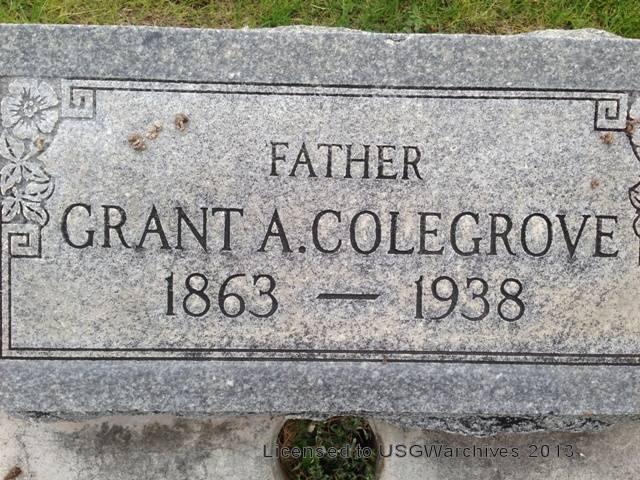 FATHER
GRANT A. COLEGROVE
1863 — 1938
Licensed to USGWarchives 2013